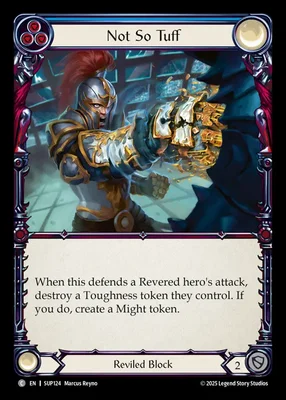 Not So Tuff
When this defends a Revered hero's attack,
destroy a Toughness token they control. If
you do, create a Might token.
Reviled Block
2
C EN | SUP124 Marcus Reyno
© 2025 Legend Story Studios